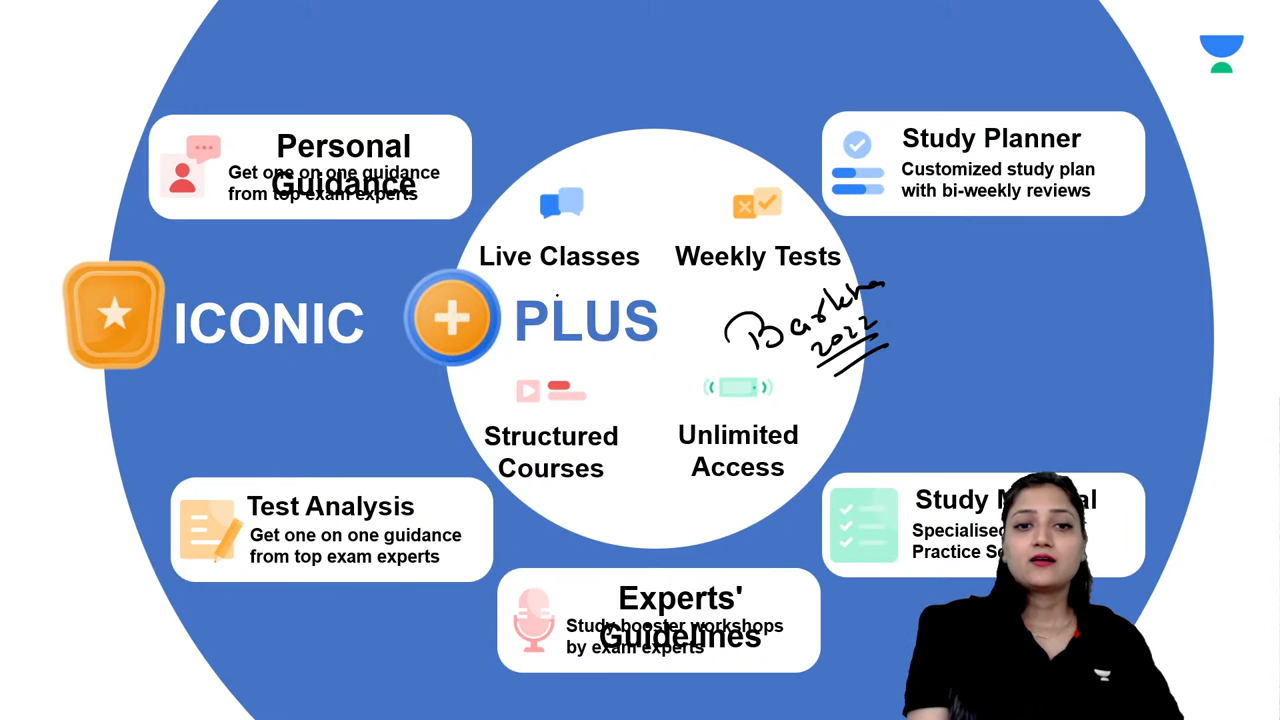 Personal
Guidance
Get one on one guidance
from top exam experts
Study Planner
Customized study plan
with bi-weekly reviews
Live Classes
Weekly Tests
ICONIC
PLUS
Barkha
2022
Structured
Courses
Unlimited
Access
Test Analysis
Get one on one guidance
from top exam experts
Study
Practice
Experts'
Guidelines
Study booster workshops
by exam experts